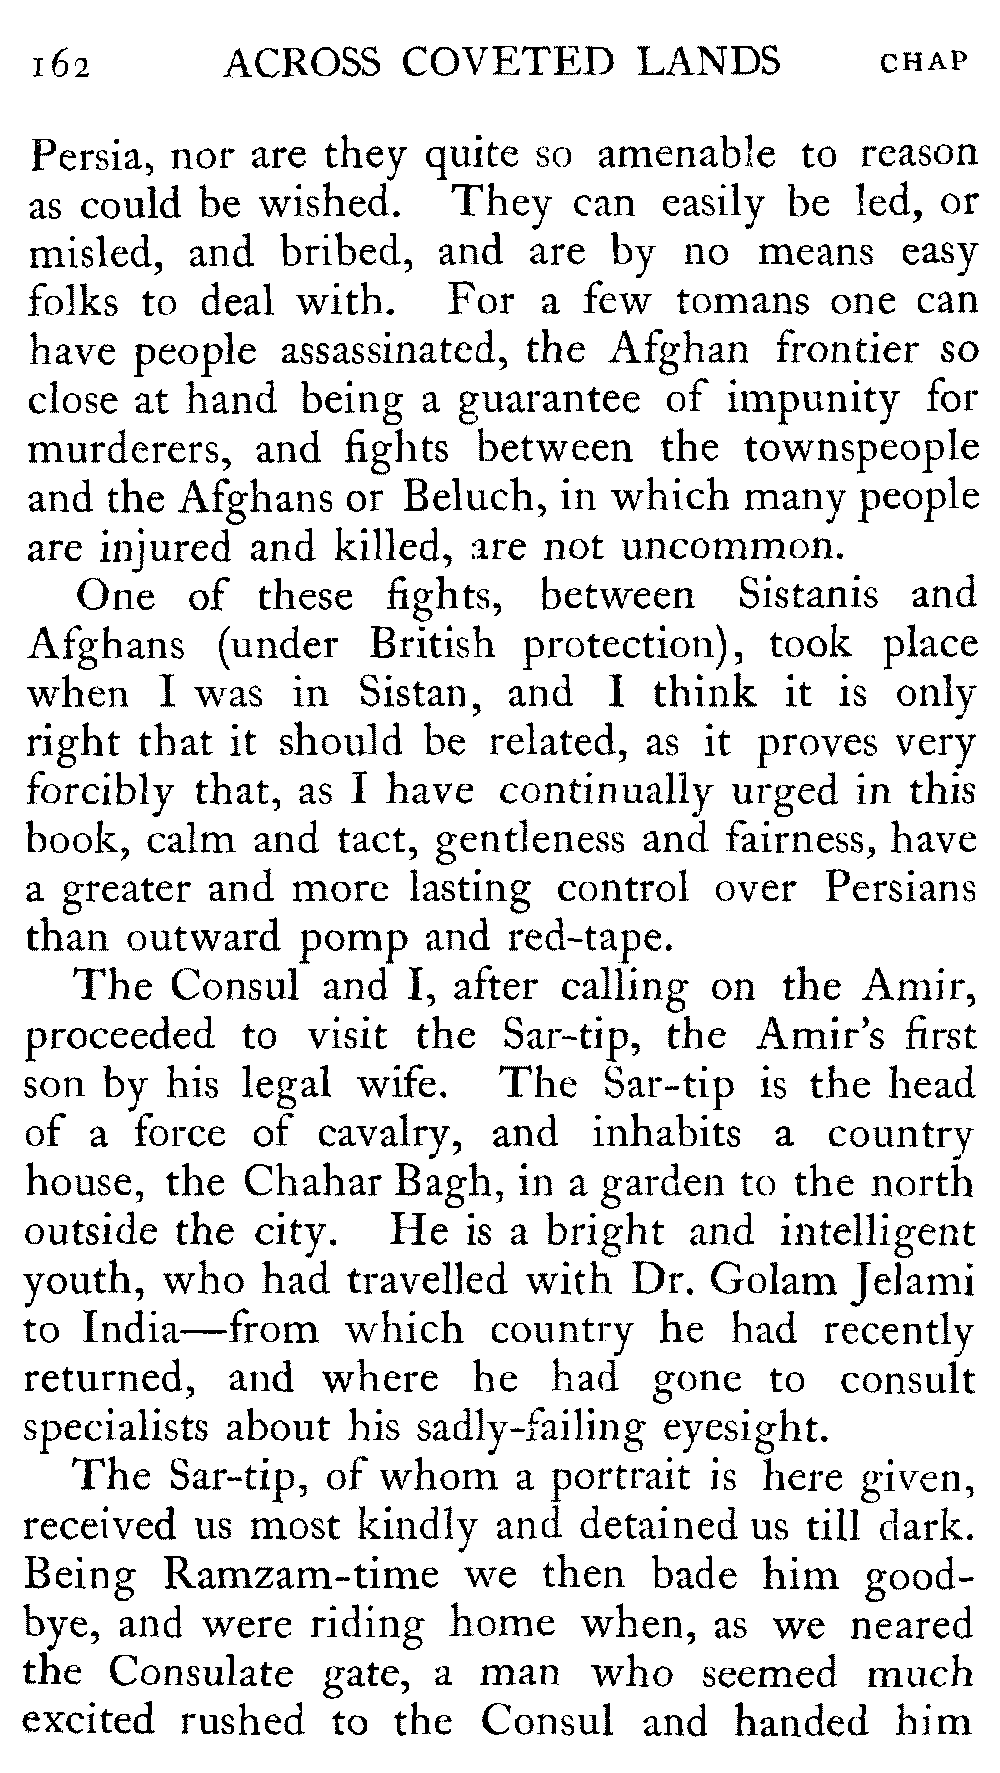 162 ACROSS COVETED LANDS CHAP
Persia, nor are they quite so amenable to reason
as could be wished. They can easily be led, or
misled, and bribed, and are by no means easy
folks to deal with. For a few tomans one can
have people assassinated, the Afghan frontier so
close at hand being a guarantee of impunity for
murderers, and fights between the townspeople
and the Afghans or Beluch, in which many people
are injured and killed, are not uncommon.
One of these fights, between Sistanis and
Afghans (under British protection), took place
when I was in Sistan, and I think it is only
right that it should be related, as it proves very
forcibly that, as I have continually urged in this
book, calm and tact, gentleness and fairness, have
a greater and more lasting control over Persians
than outward pomp and red-tape.
The Consul and I, after calling on the Amir,
proceeded to visit the Sar-tip, the Amir's first
son by his legal wife. The Sar-tip is the head
of a force of cavalry, and inhabits a country
house, the Chahar Bagh, in a garden to the north
outside the city. He is a bright and intelligent
youth, who had travelled with Dr. Golam Jelami
to India—from which country he had recently
returned, and where he had gone to consult
specialists about his sadly-failing eyesight.
The Sar-tip, of whom a portrait is here given,
received us most kindly and detained us till dark.
Being Ramzam-time we then bade him good-
bye, and were riding home when, as we neared
the Consulate gate, a man who seemed much
excited rushed to the Consul and handed him